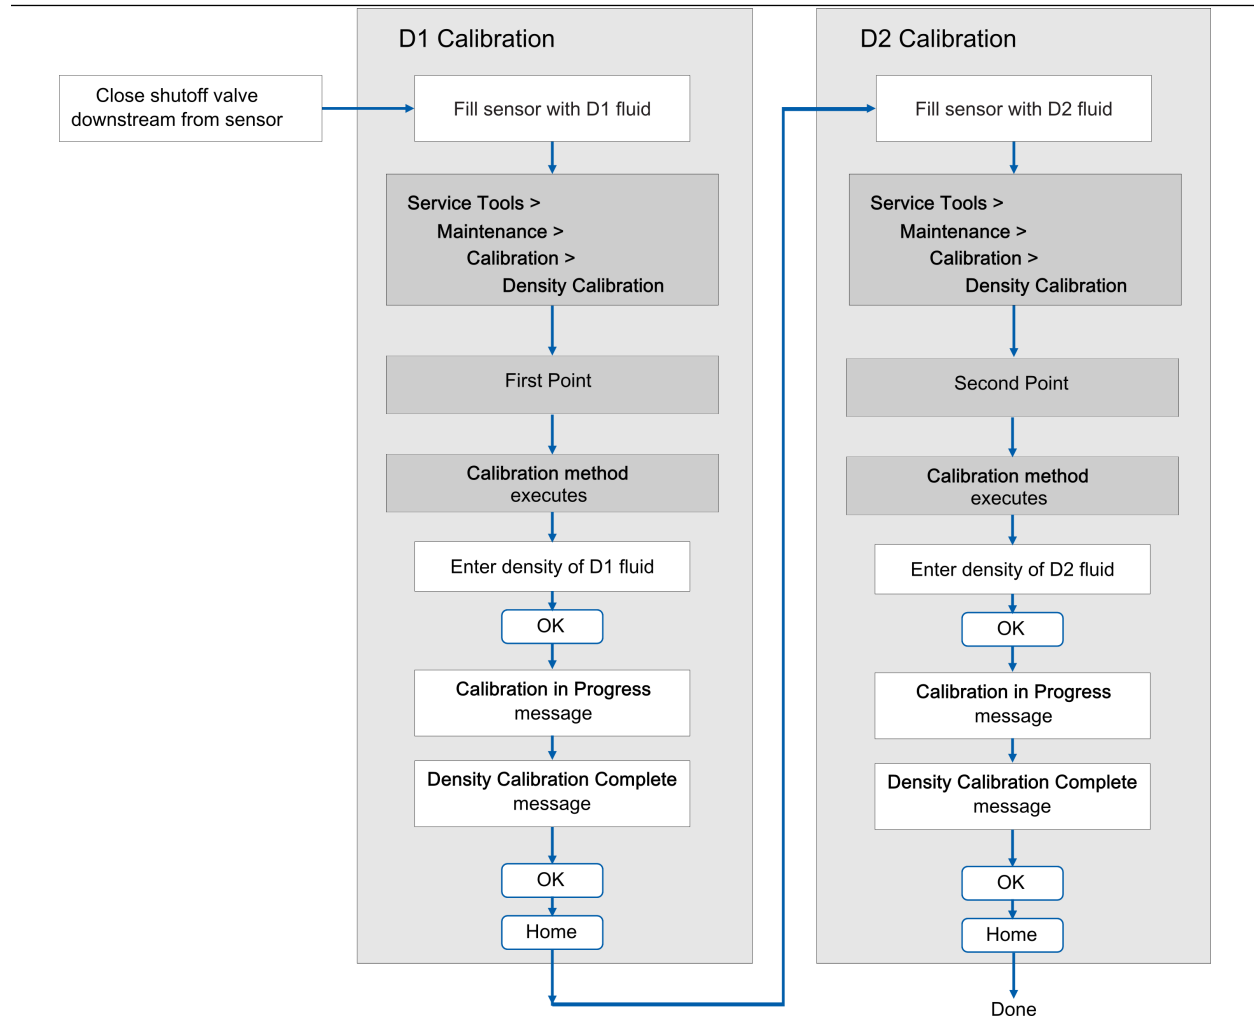 Close shutoff valve
downstream from sensor
D1 Calibration
Fill sensor with D1 fluid
Service Tools >
Maintenance >
Calibration >
Density Calibration
First Point
Calibration method
executes
Enter density of D1 fluid
OK
Calibration in Progress
message
Density Calibration Complete
message
OK
Home
D2 Calibration
Fill sensor with D2 fluid
Service Tools >
Maintenance >
Calibration >
Density Calibration
Second Point
Calibration method
executes
Enter density of D2 fluid
OK
Calibration in Progress
message
Density Calibration Complete
message
OK
Home
Done